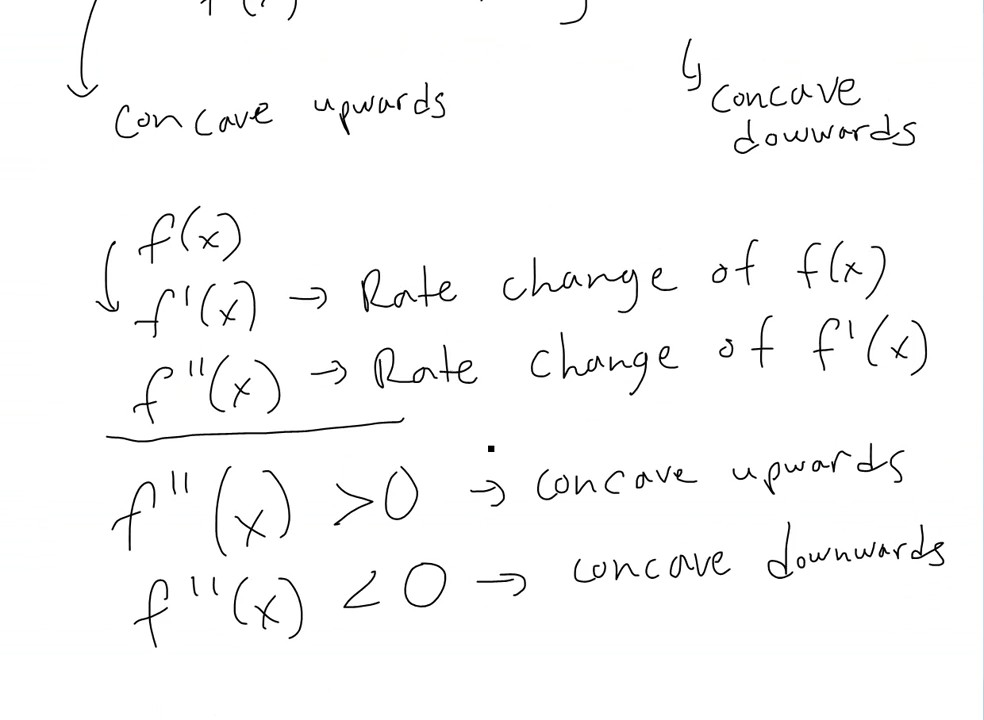 concave upwards
concave
dowwards
f(x)
f'(x) → Rate change of f(x)
f''(x) → Rate change of f'(x)
f''(x) >0 → concave upwards
f''(x) < 0 → concave downwards